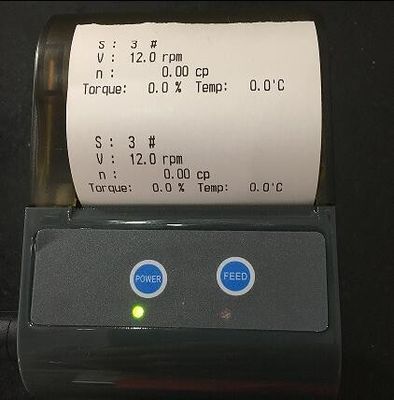 S : 3 #
V : 12.0 rpm
n : 0.00 cp
Torque: 0.0 % Temp: 0.0'C
S : 3 #
V : 12.0 rpm
n : 0.00 cp
Torque: 0.0 % Temp: 0.0'C
POWER FEED